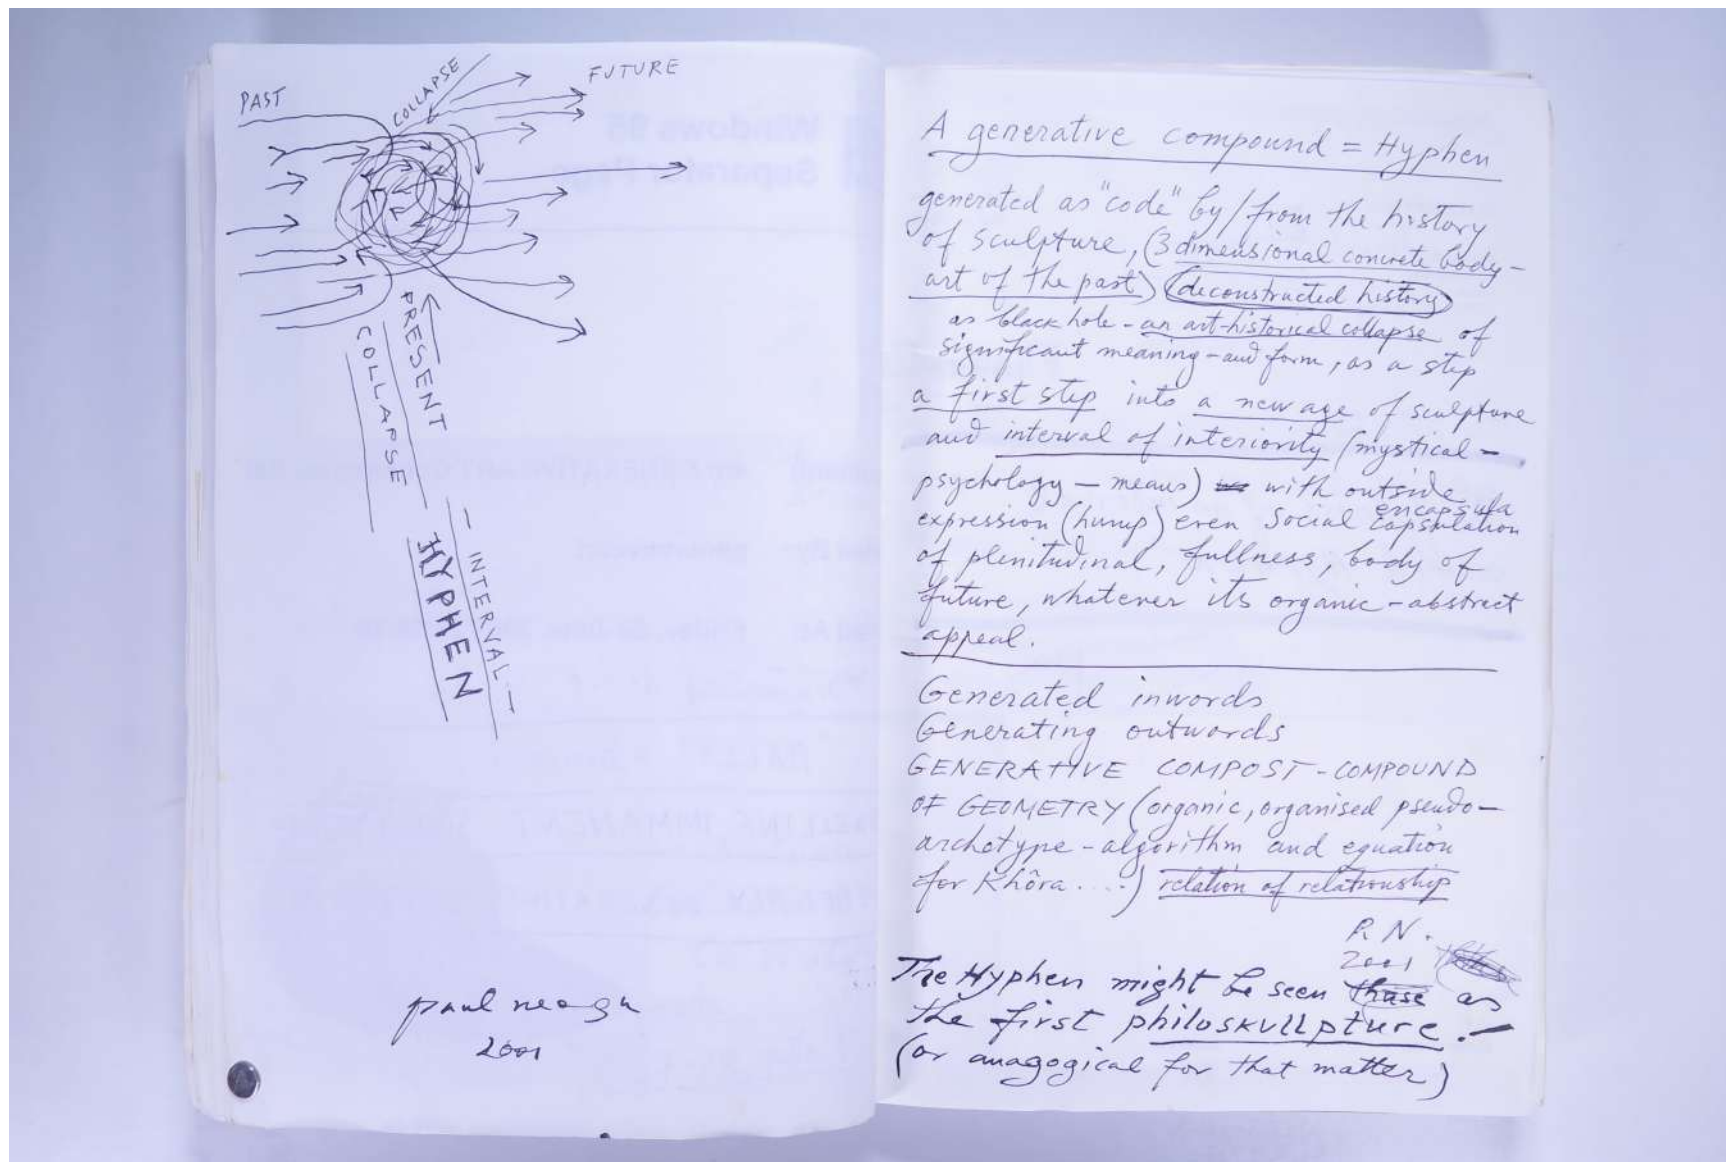 PAST
COLLAPSE
FUTURE
PRESENT
COLLAPSE
- INTERVAL -
HYPHEN
paul neagu
2001
A generative compound = Hyphen
generated as "code" by/from the history
of sculpture, (3 dimensional concrete body-
art of the past) (deconstructed history)
as black hole - an art-historical collapse of
significant meaning - and form, as a step
a first step into a new age of sculpture
and interval of interiority (mystical -
psychology - means) with outside
expression (hump) even social encapsula capsulation
of plenitudinal, fullness, body of
future, whatever its organic - abstract
appeal.
Generated inwords
Generating outwords
GENERATIVE COMPOST-COMPOUND
OF GEOMETRY (organic, organised pseudo-
archetype - algorithm and equation
for Khôra ....) relation of relationship
P. N.
2001
The Hyphen might be seen as
the first philoskullpture !
(or anagogical for that matter)
Windows 95
Separator Page